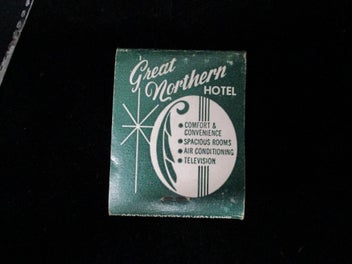 Great
Northern
HOTEL
• COMFORT &
CONVENIENCE
• SPACIOUS ROOMS
• AIR CONDITIONING
• TELEVISION